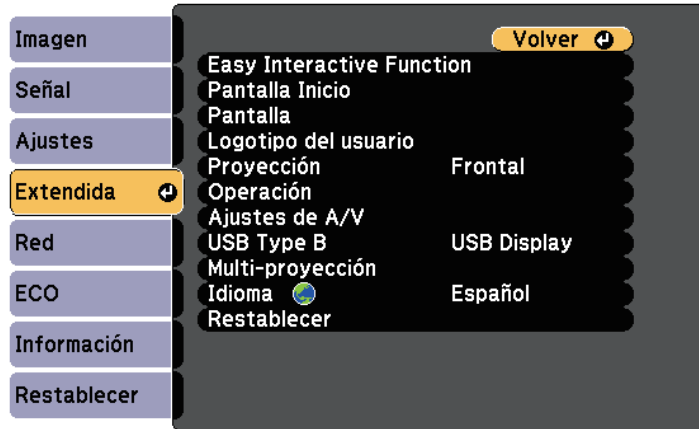 Imagen
Señal
Ajustes
Extendida
Red
ECO
Información
Restablecer
Volver
Easy Interactive Function
Pantalla Inicio
Pantalla
Logotipo del usuario
Proyección Frontal
Operación
Ajustes de A/V
USB Type B USB Display
Multi-proyección
Idioma Español
Restablecer